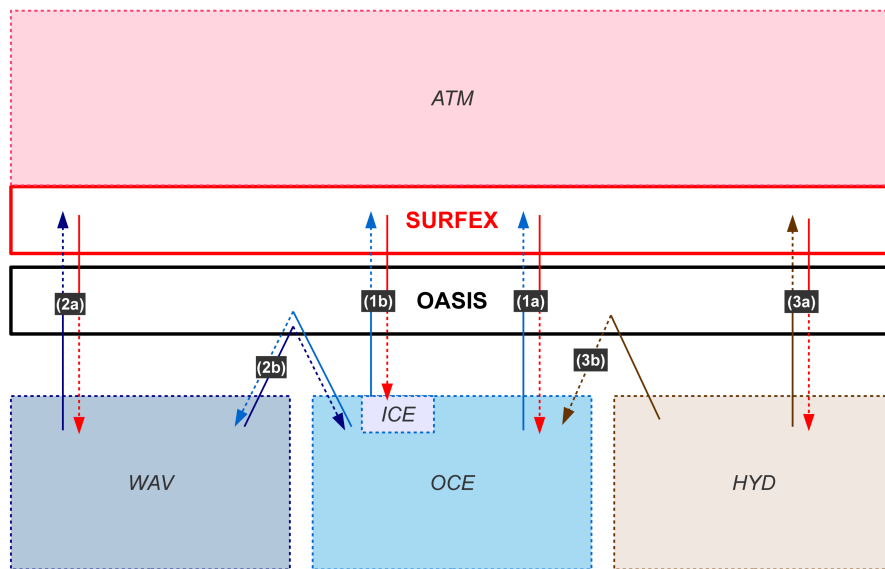 ATM
SURFEX
OASIS
(2a)
(1b)
(1a)
(3a)
(2b)
(3b)
ICE
WAV
OCE
HYD